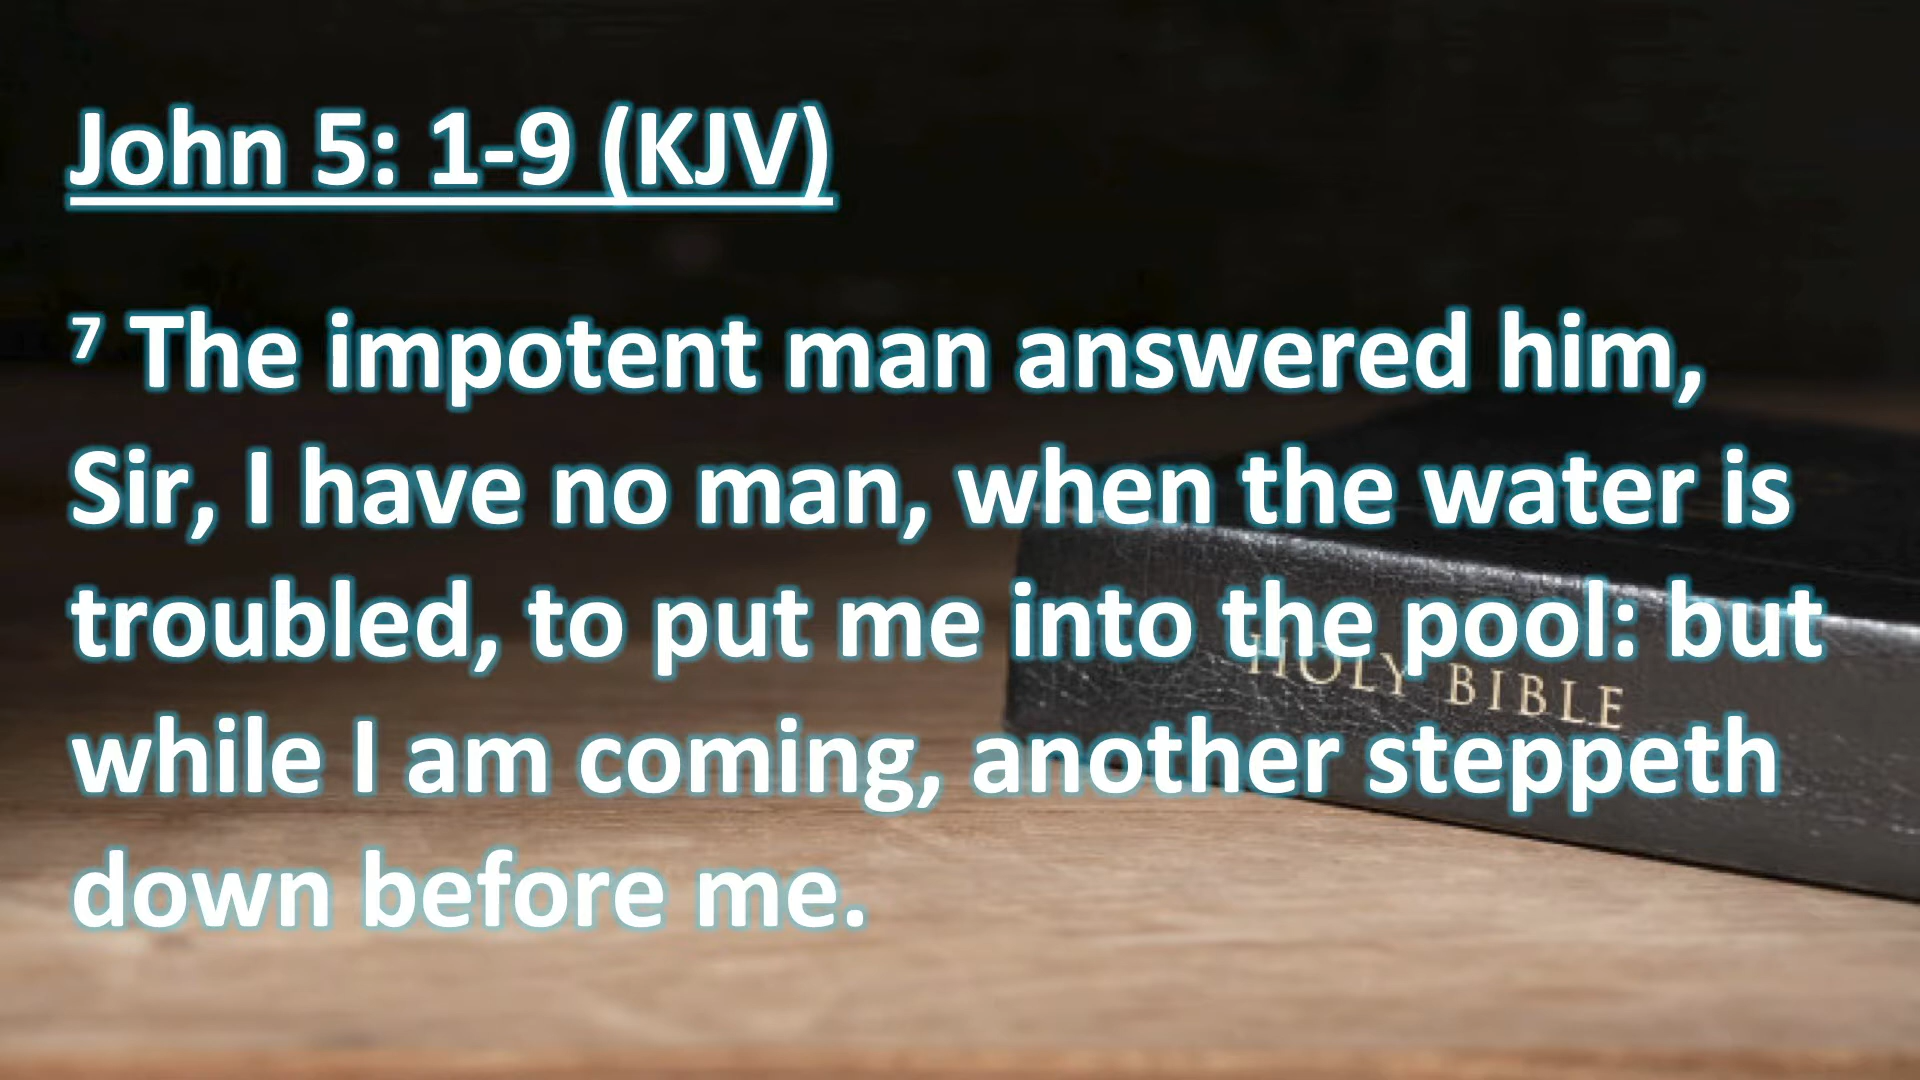 John 5: 1-9 (KJV)
7 The impotent man answered him,
Sir, I have no man, when the water is
troubled, to put me into the pool: but
while I am coming, another steppeth
down before me.
HOLY BIBLE